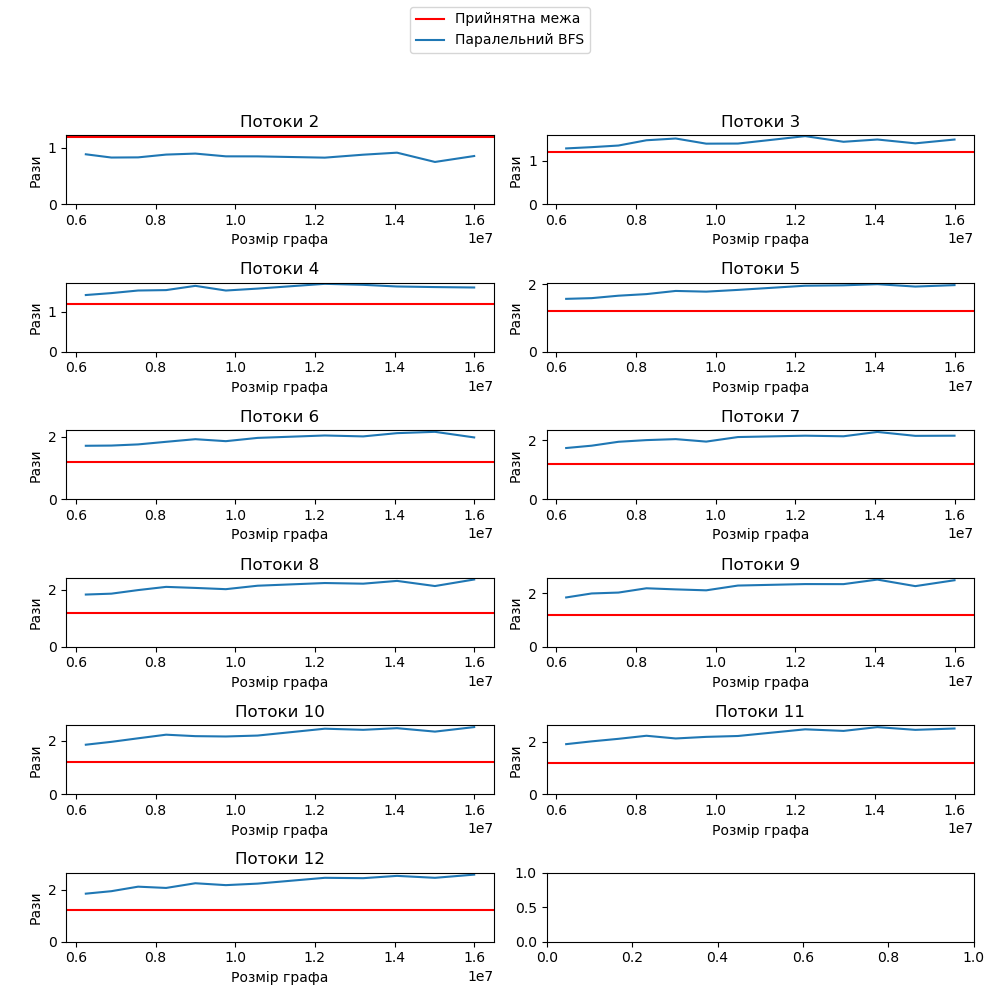 Прийнятна межа
Паралельний BFS
Потоки 2
Рази
1
0
0.6 0.8 1.0 1.2 1.4 1.6
1e7
Розмір графа
Потоки 3
Рази
1
0
0.6 0.8 1.0 1.2 1.4 1.6
1e7
Розмір графа
Потоки 4
Рази
1
0
0.6 0.8 1.0 1.2 1.4 1.6
1e7
Розмір графа
Потоки 5
Рази
2
0
0.6 0.8 1.0 1.2 1.4 1.6
1e7
Розмір графа
Потоки 6
Рази
2
0
0.6 0.8 1.0 1.2 1.4 1.6
1e7
Розмір графа
Потоки 7
Рази
2
0
0.6 0.8 1.0 1.2 1.4 1.6
1e7
Розмір графа
Потоки 8
Рази
2
0
0.6 0.8 1.0 1.2 1.4 1.6
1e7
Розмір графа
Потоки 9
Рази
2
0
0.6 0.8 1.0 1.2 1.4 1.6
1e7
Розмір графа
Потоки 10
Рази
2
0
0.6 0.8 1.0 1.2 1.4 1.6
1e7
Розмір графа
Потоки 11
Рази
2
0
0.6 0.8 1.0 1.2 1.4 1.6
1e7
Розмір графа
Потоки 12
Рази
2
0
0.6 0.8 1.0 1.2 1.4 1.6
1e7
Розмір графа
1.0
0.5
0.0
0.0 0.2 0.4 0.6 0.8 1.0